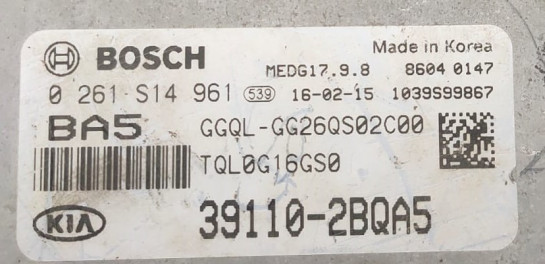 BOSCH
Made in Korea
MEDG17.9.8 8604 0147
0 261 S14 961 539 16-02-15 1039S99867
BA5 GGQL-GG26QS02C00
TQL0G16GS0
KIA 39110-2BQA5